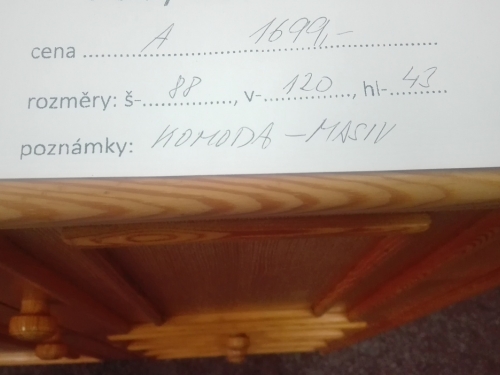 cena A 1699,-
rozměry: š- 88, v- 120, hl- 43
poznámky: KOMODA - MASIV